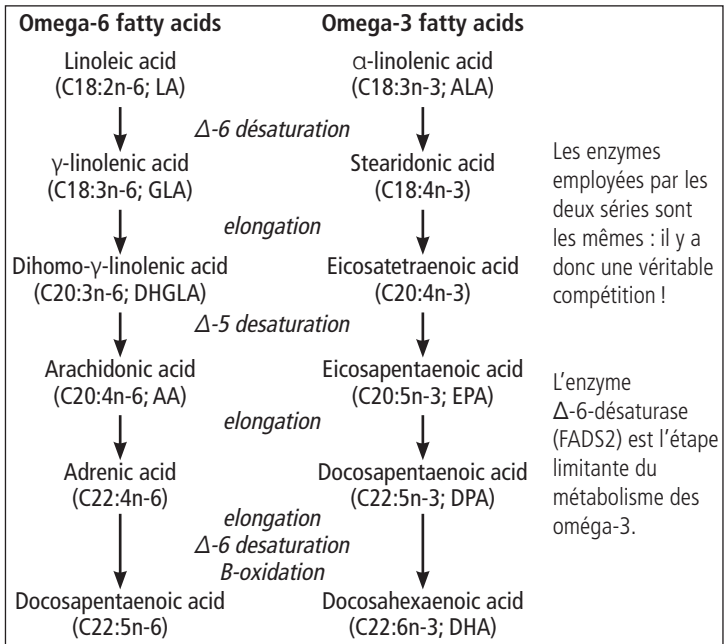 Omega-6 fatty acids
Omega-3 fatty acids
Linoleic acid
(C18:2n-6; LA)
α-linolenic acid
(C18:3n-3; ALA)
Δ-6 désaturation
γ-linolenic acid
(C18:3n-6; GLA)
Stearidonic acid
(C18:4n-3)
elongation
Dihomo-γ-linolenic acid
(C20:3n-6; DHGLA)
Eicosatetraenoic acid
(C20:4n-3)
Δ-5 desaturation
Arachidonic acid
(C20:4n-6; AA)
Eicosapentaenoic acid
(C20:5n-3; EPA)
elongation
Adrenic acid
(C22:4n-6)
Docosapentaenoic acid
(C22:5n-3; DPA)
elongation
Δ-6 desaturation
B-oxidation
Docosapentaenoic acid
(C22:5n-6)
Docosahexaenoic acid
(C22:6n-3; DHA)
Les enzymes
employées par les
deux séries sont
les mêmes : il y a
donc une véritable
compétition !
L'enzyme
Δ-6-désaturase
(FADS2) est l'étape
limitante du
métabolisme des
oméga-3.